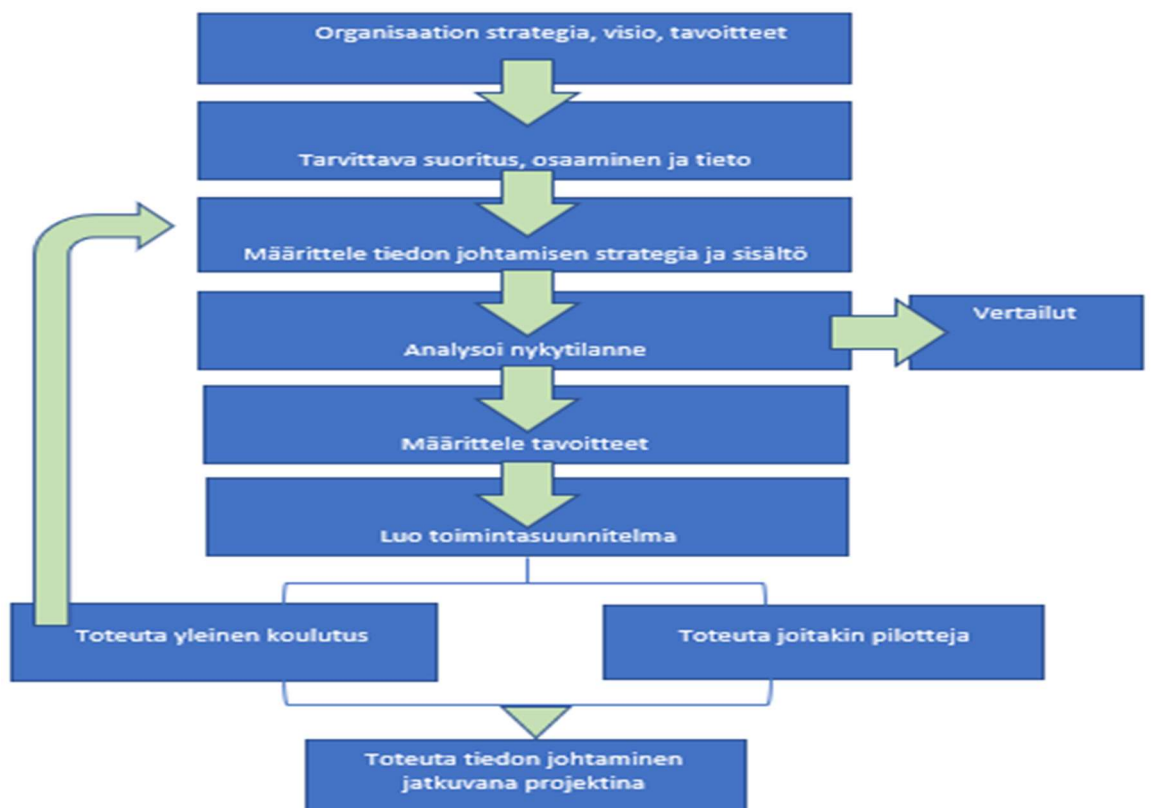 Organisaation strategia, visio, tavoitteet
Tarvittava suoritus, osaaminen ja tieto
Määrittele tiedon johtamisen strategia ja sisältö
Analysoi nykytilanne
Vertailut
Määrittele tavoitteet
Luo toimintasuunnitelma
Toteuta yleinen koulutus
Toteuta joitakin pilotteja
Toteuta tiedon johtaminen
jatkuvana projektina